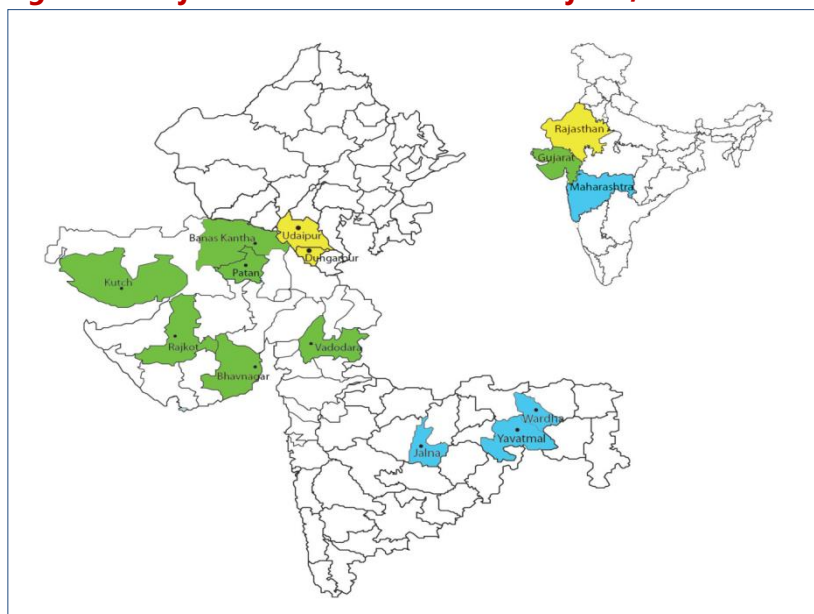 Rajasthan
Gujarat
Maharashtra
Banas Kantha
Udaipur
Dungarpur
Patan
Kutch
Rajkot
Vadodara
Bhavnagar
Wardha
Yavatmal
Jalna